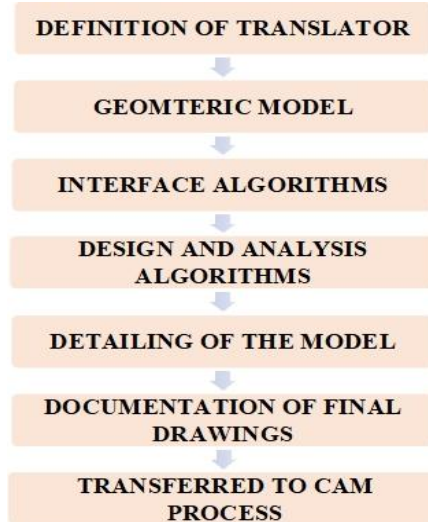 DEFINITION OF TRANSLATOR
GEOMTERIC MODEL
INTERFACE ALGORITHMS
DESIGN AND ANALYSIS
ALGORITHMS
DETAILING OF THE MODEL
DOCUMENTATION OF FINAL
DRAWINGS
TRANSFERRED TO CAM
PROCESS